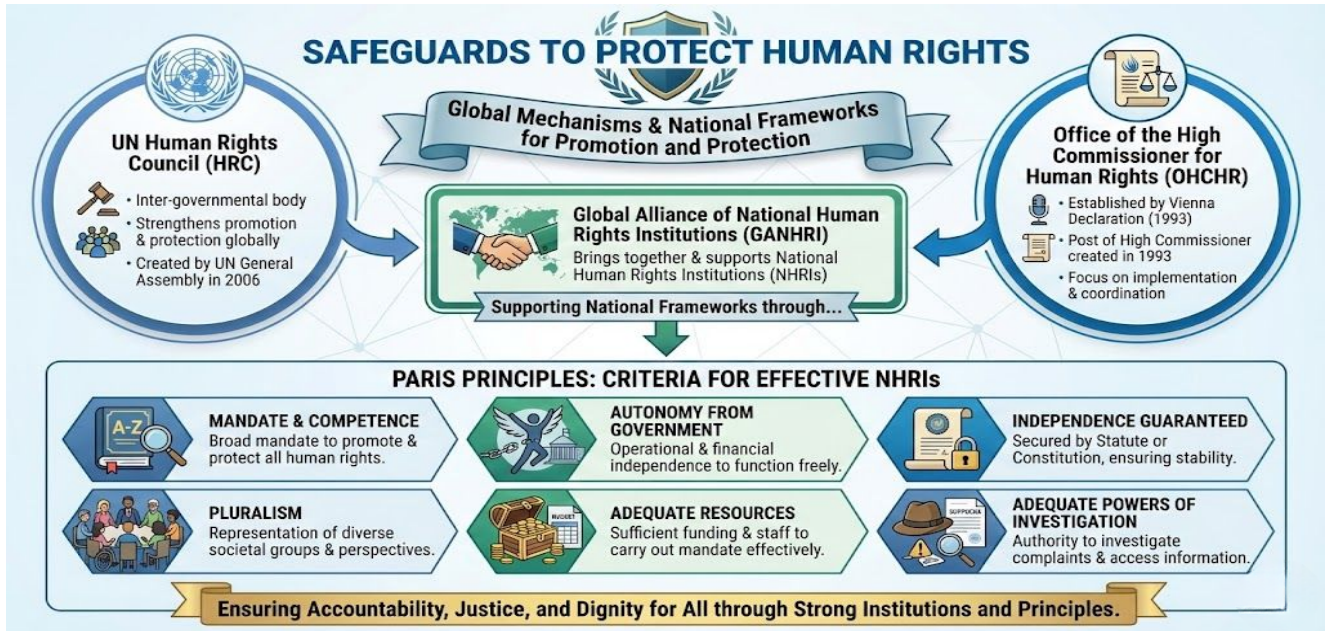 SAFEGUARDS TO PROTECT HUMAN RIGHTS
Global Mechanisms & National Frameworks
for Promotion and Protection
UN Human Rights
Council (HRC)
• Inter-governmental body
• Strengthens promotion
& protection globally
• Created by UN General
Assembly in 2006
Global Alliance of National Human
Rights Institutions (GANHRI)
Brings together & supports National
Human Rights Institutions (NHRIs)
Supporting National Frameworks through...
Office of the High
Commissioner for
Human Rights (OHCHR)
• Established by Vienna
Declaration (1993)
• Post of High Commissioner
created in 1993
• Focus on implementation
& coordination
PARIS PRINCIPLES: CRITERIA FOR EFFECTIVE NHRIs
A-Z
MANDATE & COMPETENCE
Broad mandate to promote &
protect all human rights.
AUTONOMY FROM
GOVERNMENT
Operational & financial
independence to function freely.
INDEPENDENCE GUARANTEED
Secured by Statute or
Constitution, ensuring stability.
PLURALISM
Representation of diverse
societal groups & perspectives.
ADEQUATE RESOURCES
Sufficient funding & staff to
carry out mandate effectively.
ADEQUATE POWERS OF
INVESTIGATION
Authority to investigate
complaints & access information.
Ensuring Accountability, Justice, and Dignity for All through Strong Institutions and Principles.